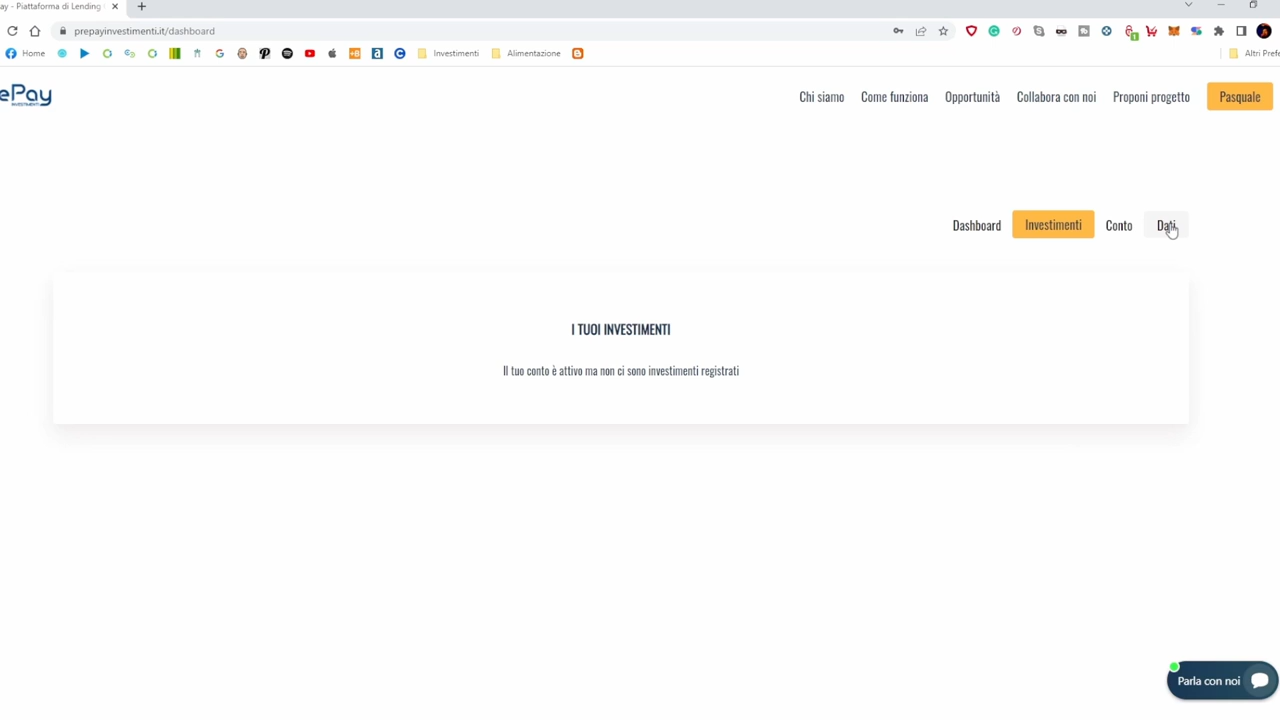 ay - Piattaforma di Lending
prepayinvestimenti.it/dashboard
Home
Investimenti
Alimentazione
Altri Prefe
ePay
INVESTIMENTI
Chi siamo
Come funziona
Opportunità
Collabora con noi
Proponi progetto
Pasquale
Dashboard
Investimenti
Conto
Dati
I TUOI INVESTIMENTI
Il tuo conto è attivo ma non ci sono investimenti registrati
Parla con noi